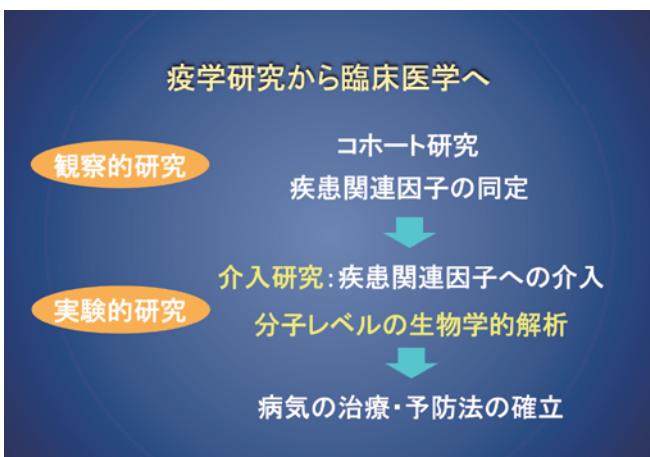 疫学研究から臨床医学へ
観察的研究
コホート研究
疾患関連因子の同定
実験的研究
介入研究:疾患関連因子への介入
分子レベルの生物学的解析
病気の治療・予防法の確立